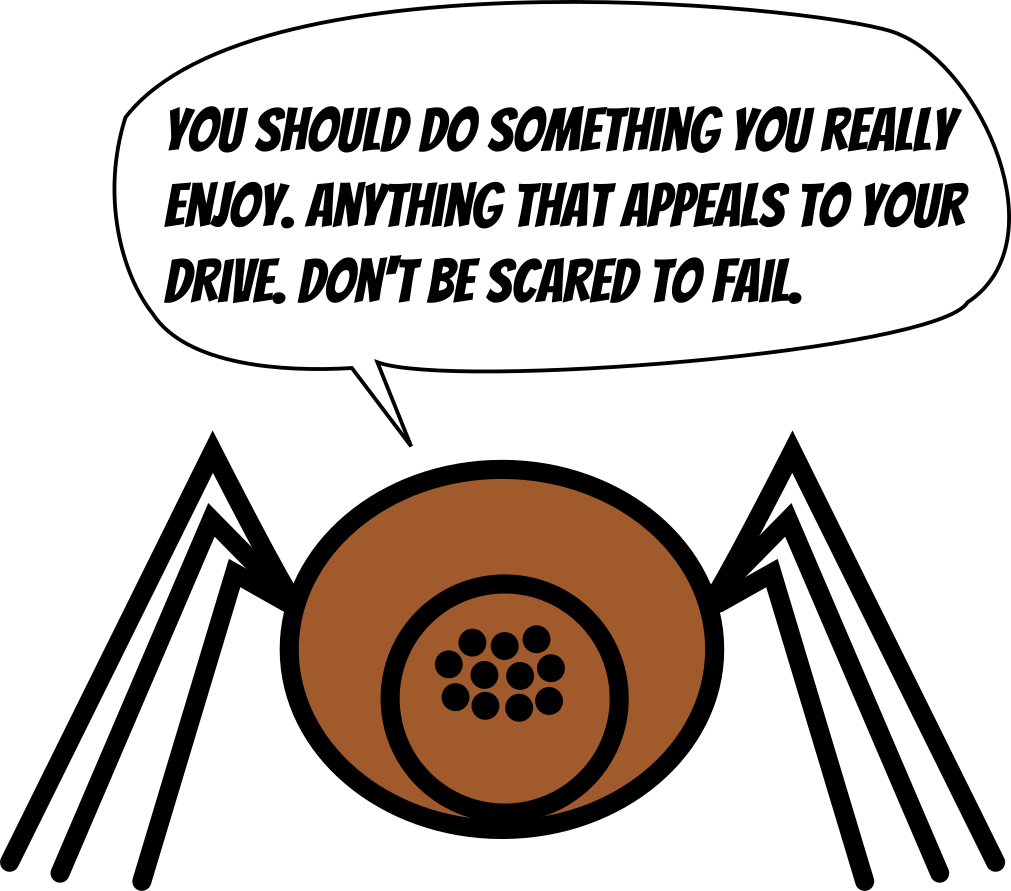 YOU SHOULD DO SOMETHING YOU REALLY
ENJOY. ANYTHING THAT APPEALS TO YOUR
DRIVE. DON'T BE SCARED TO FAIL.